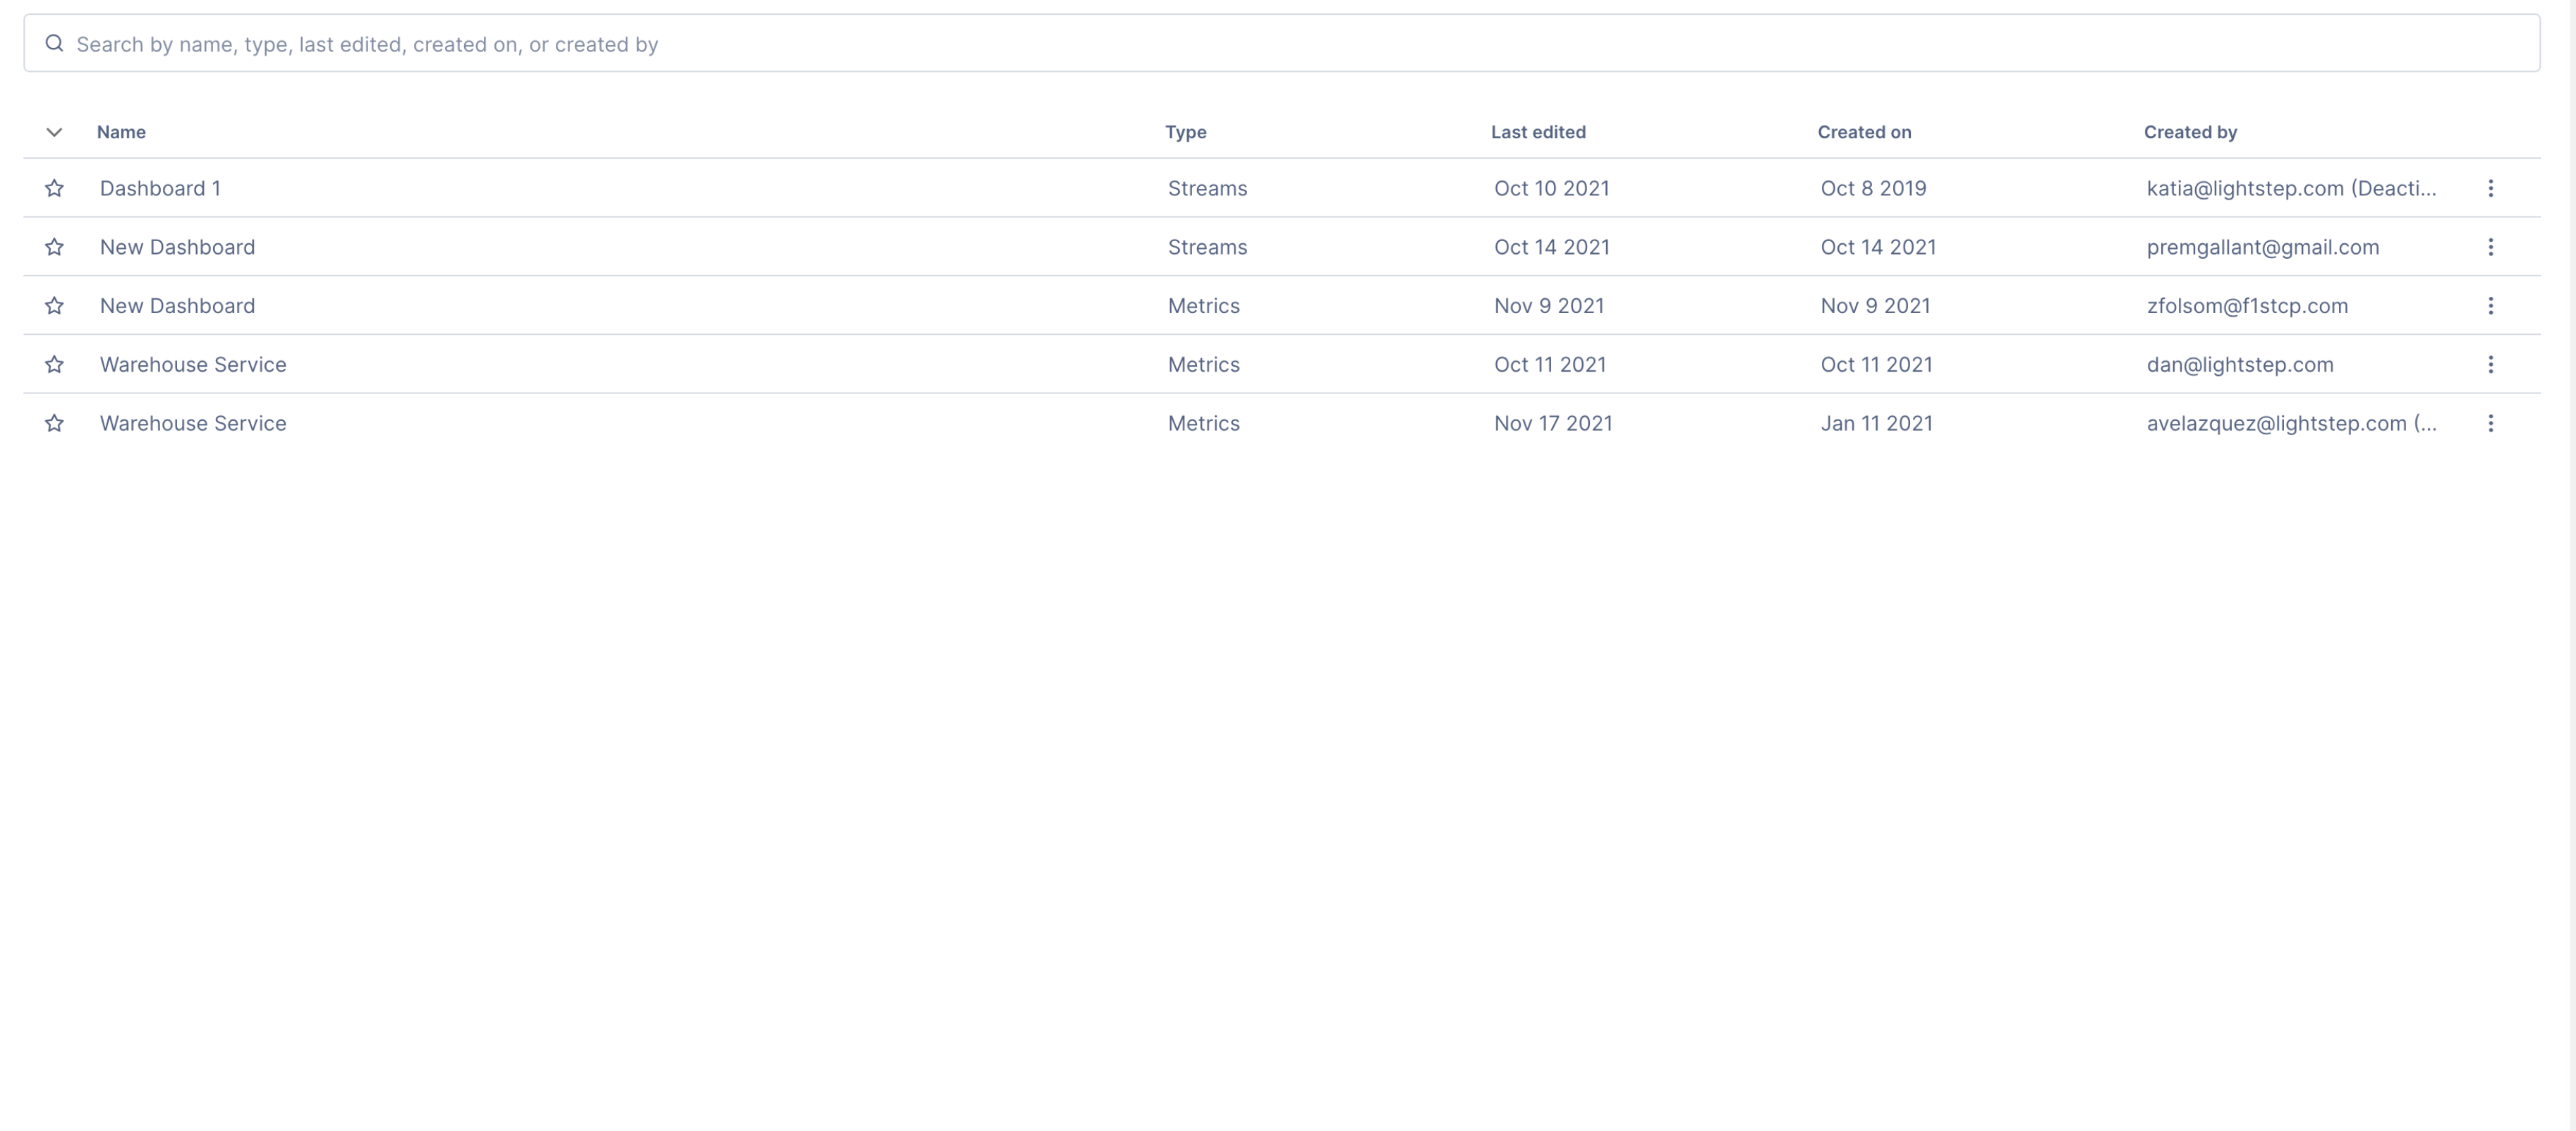 Search by name, type, last edited, created on, or created by
Name Type Last edited Created on Created by
Dashboard 1 Streams Oct 10 2021 Oct 8 2019 katia@lightstep.com (Deacti...
New Dashboard Streams Oct 14 2021 Oct 14 2021 premgallant@gmail.com
New Dashboard Metrics Nov 9 2021 Nov 9 2021 zfolsom@f1stcp.com
Warehouse Service Metrics Oct 11 2021 Oct 11 2021 dan@lightstep.com
Warehouse Service Metrics Nov 17 2021 Jan 11 2021 avelazquez@lightstep.com (...